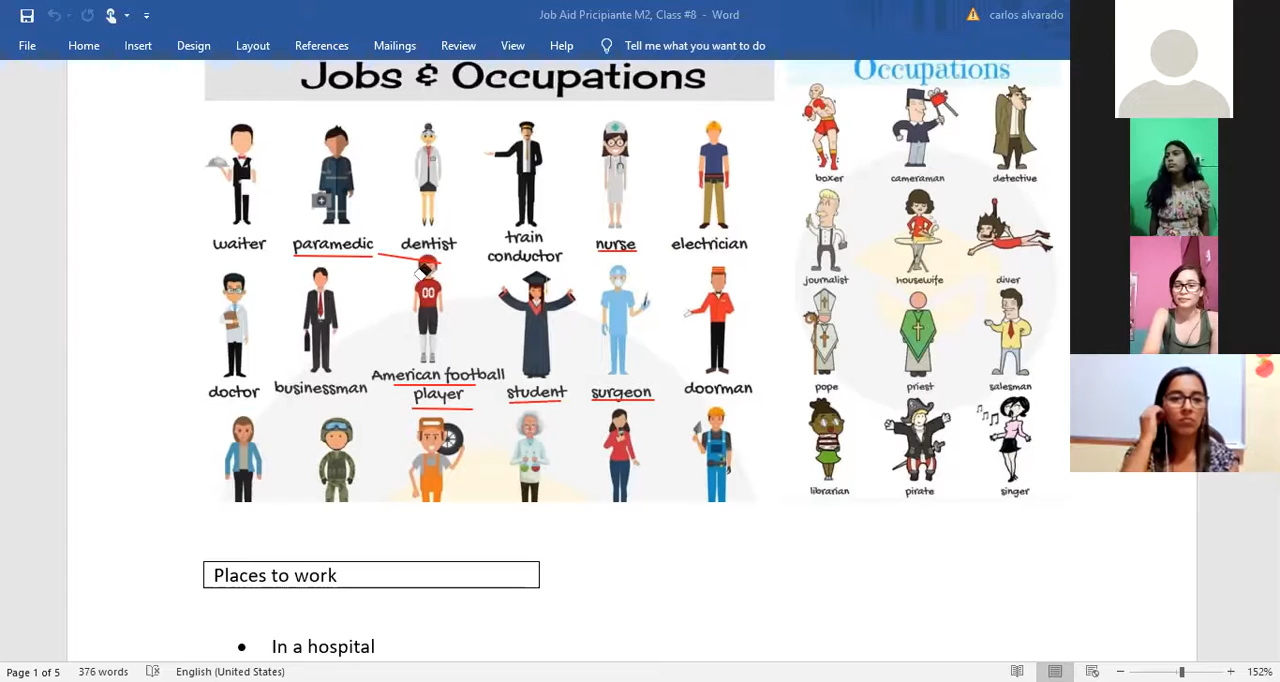 Job Aid Pricipiante M2, Class #8 - Word
carlos alvarado
File Home Insert Design Layout References Mailings Review View Help Tell me what you want to do
Jobs & Occupations
waiter paramedic dentist train conductor nurse electrician
doctor businessman American football player student surgeon doorman
Occupations
boxer cameraman detective
journalist housewife diver
pope priest salesman
librarian pirate singer
00
Places to work
• In a hospital
Page 1 of 5 376 words English (United States) 152%